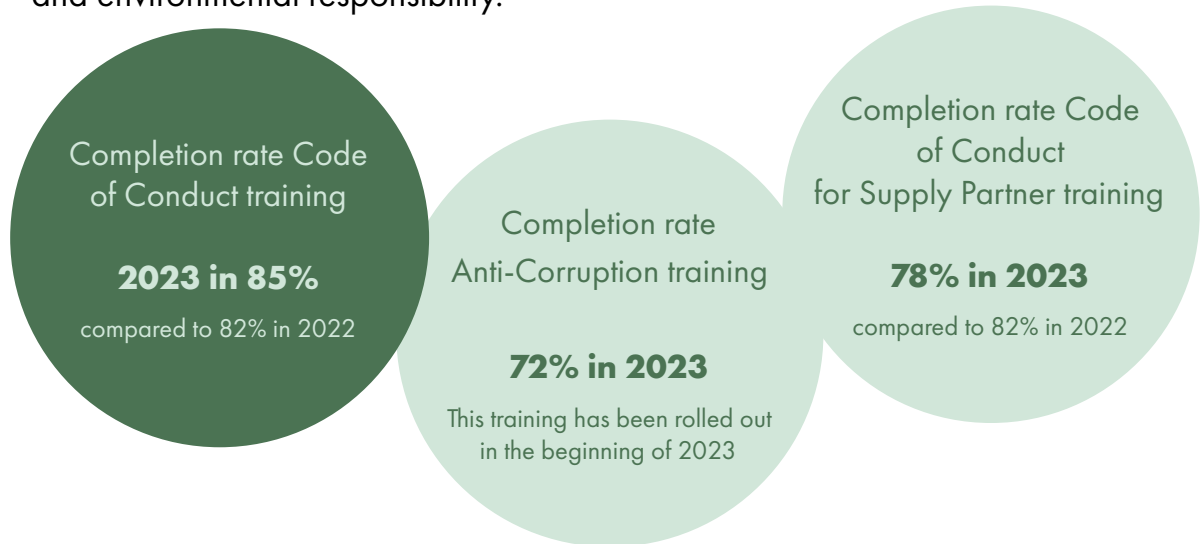 and environmental responsibility.
Completion rate Code
of Conduct training
2023 in 85%
compared to 82% in 2022
Completion rate
Anti-Corruption training
72% in 2023
This training has been rolled out
in the beginning of 2023
Completion rate Code
of Conduct
for Supply Partner training
78% in 2023
compared to 82% in 2022